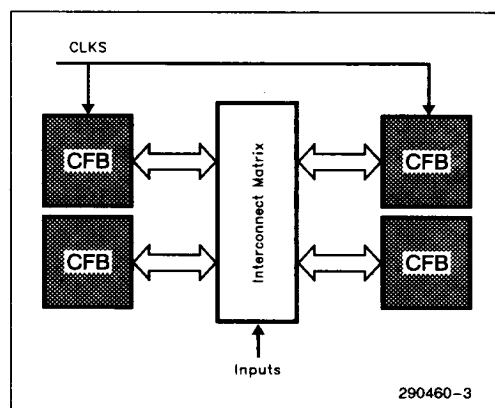 CLKS
CFB
CFB
Interconnect Matrix
CFB
CFB
Inputs
290460-3